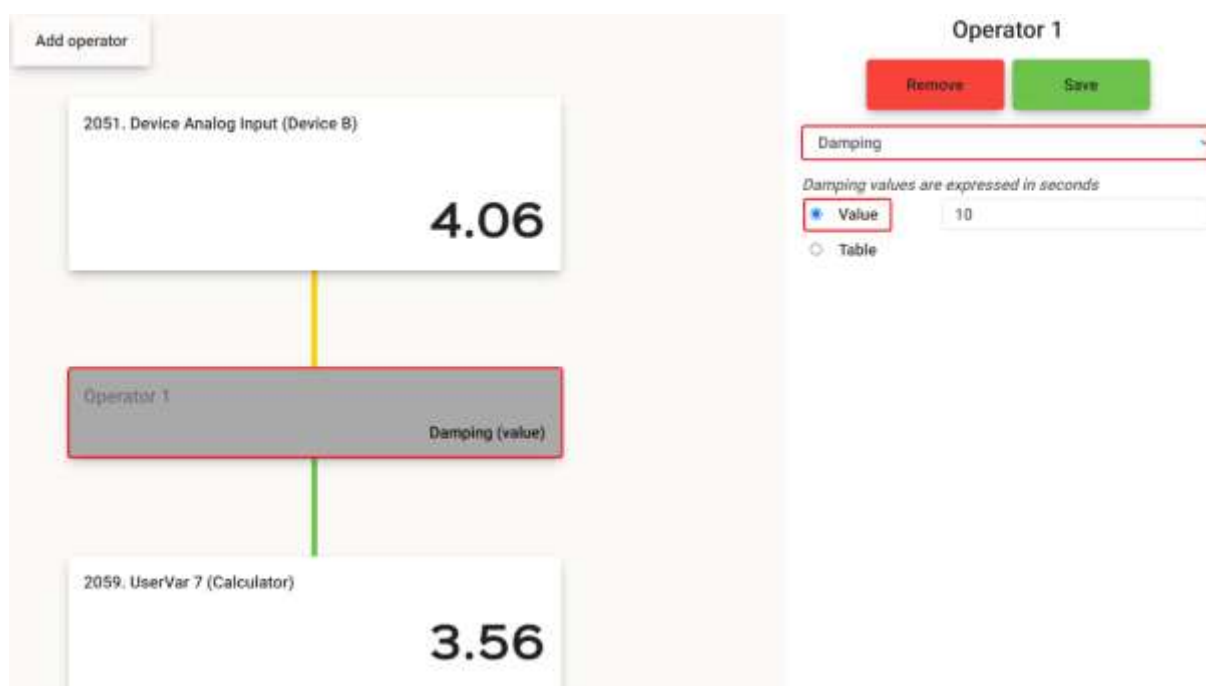 Add operator
2051. Device Analog Input (Device B)
4.06
Operator 1
Damping (value)
2059. UserVar 7 (Calculator)
3.56
Operator 1
Remove
Save
Damping
Damping values are expressed in seconds
Value
10
Table